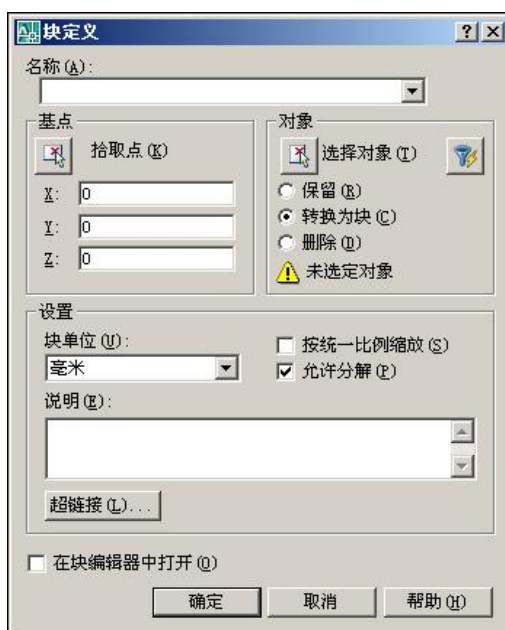 块定义
名称(A):
基点
拾取点(K)
X: 0
Y: 0
Z: 0
对象
选择对象(T)
保留(R)
转换为块(C)
删除(D)
未选定对象
设置
块单位(U):
毫米
按统一比例缩放(S)
允许分解(P)
说明(E):
超链接(L)...
在块编辑器中打开(O)
确定 取消 帮助(H)